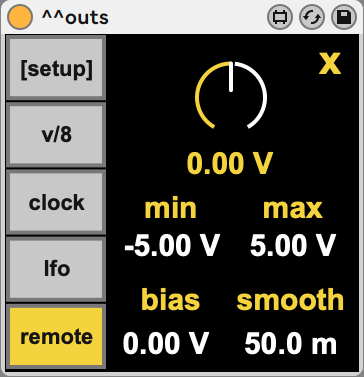 ^^outs
[setup]
v/8
clock
lfo
remote
X
0.00 V
min max
-5.00 V 5.00 V
bias smooth
0.00 V 50.0 m